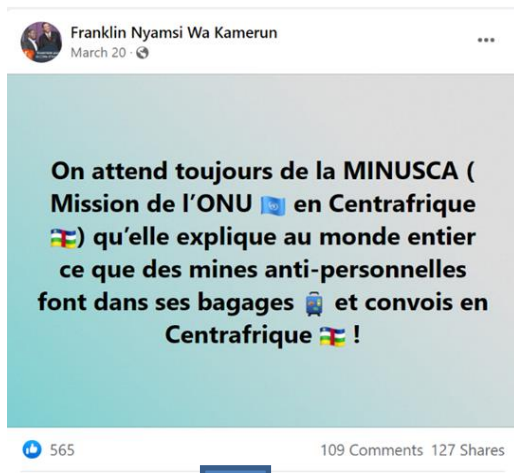 Franklin Nyamsi Wa Kamerun
March 20 ·
On attend toujours de la MINUSCA (
Mission de l’ONU 🇺🇳 en Centrafrique
🇨🇫) qu’elle explique au monde entier
ce que des mines anti-personnelles
font dans ses bagages 🧳 et convois en
Centrafrique 🇨🇫 !
565
109 Comments 127 Shares